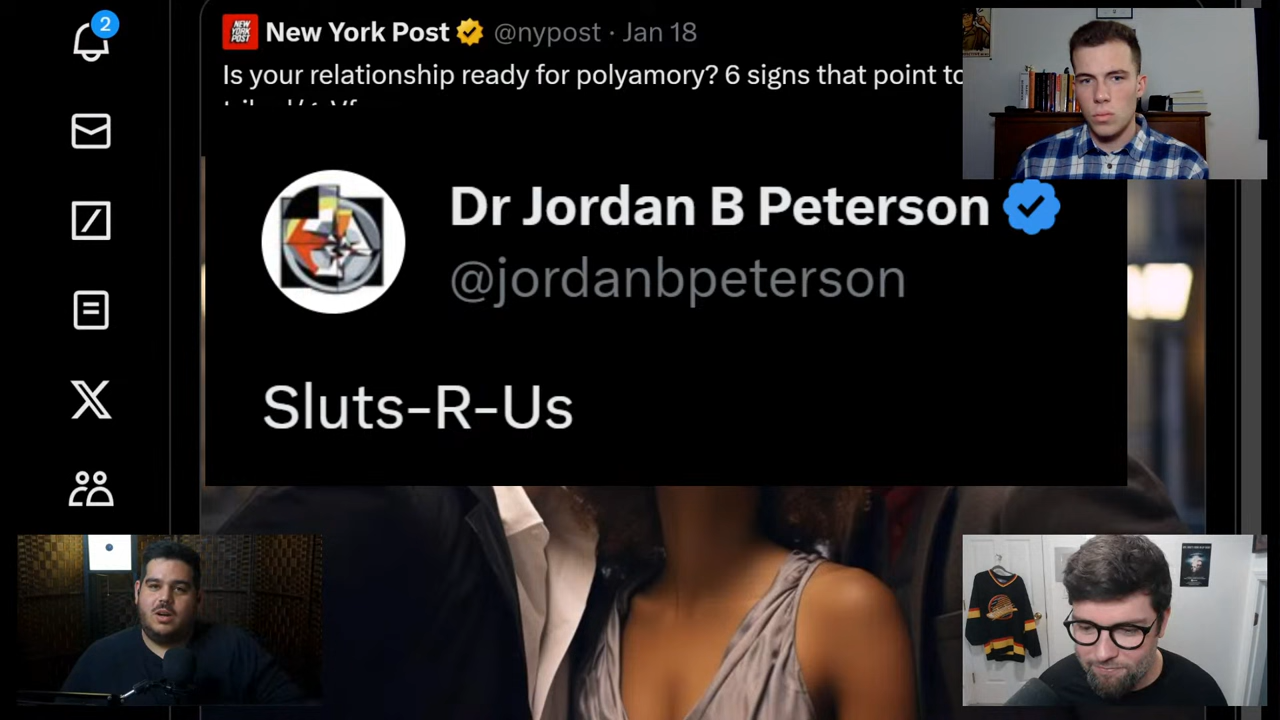 2
NEW YORK POST
New York Post @nypost · Jan 18
Is your relationship ready for polyamory? 6 signs that point to
Dr Jordan B Peterson
@jordanbpeterson
Sluts-R-Us